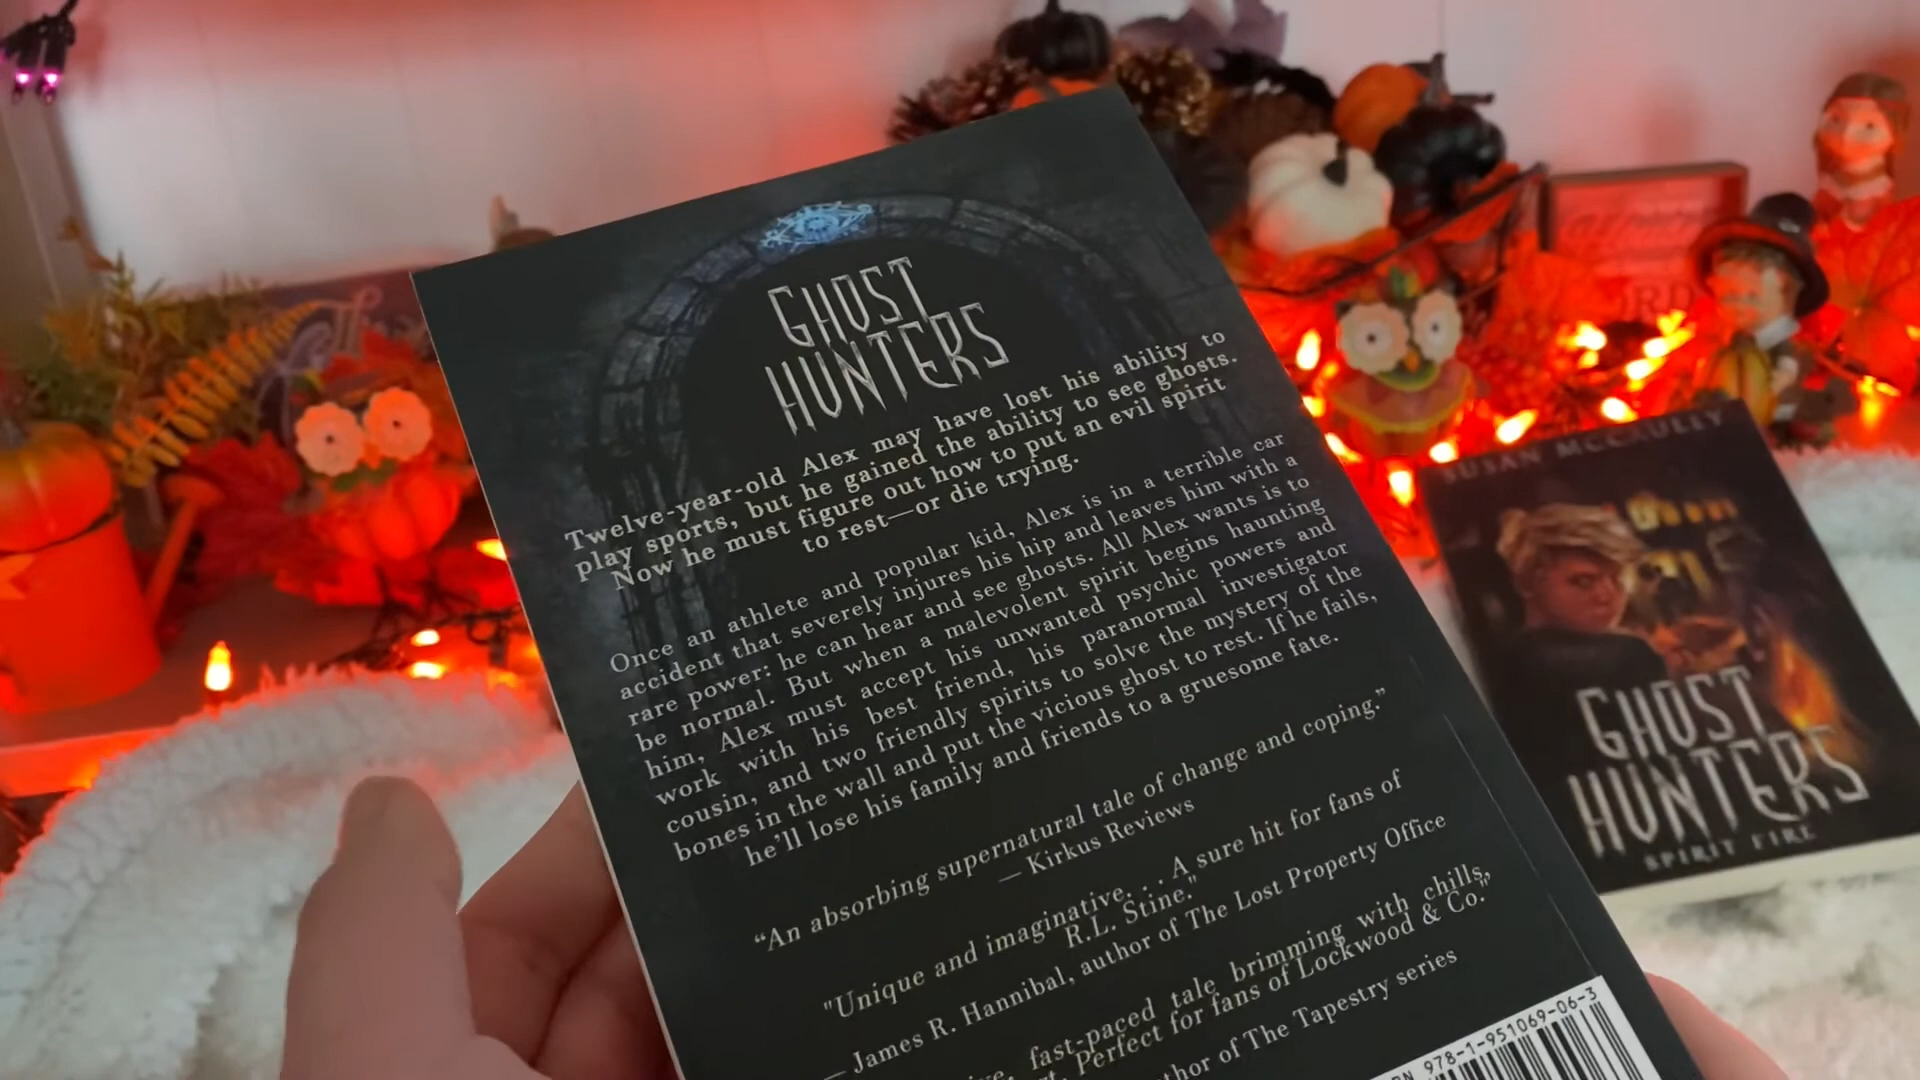 GHOST
HUNTERS
Twelve-year-old Alex may have lost his ability to
play sports, but he gained the ability to see ghosts.
Now he must figure out how to put an evil spirit
to rest—or die trying.
Once an athlete and popular kid, Alex is in a terrible car
accident that severely injures his hip and leaves him with a
rare power: he can hear and see ghosts. All Alex wants is to
be normal. But when a malevolent spirit begins haunting
him, Alex must accept his unwanted psychic powers and
work with his best friend, his paranormal investigator
cousin, and two friendly spirits to solve the mystery of the
bones in the wall and put the vicious ghost to rest. If he fails,
he'll lose his family and friends to a gruesome fate.
“An absorbing supernatural tale of change and coping.”
— Kirkus Reviews
"Unique and imaginative. . . A sure hit for fans of
R.L. Stine."
— James R. Hannibal, author of The Lost Property Office
fast-paced tale brimming with chills,
Perfect for fans of Lockwood & Co."
of The Tapestry series
978-1-951069-06-3
SUSAN MCCAULEY
GHOST
HUNTERS
SPIRIT FIRE